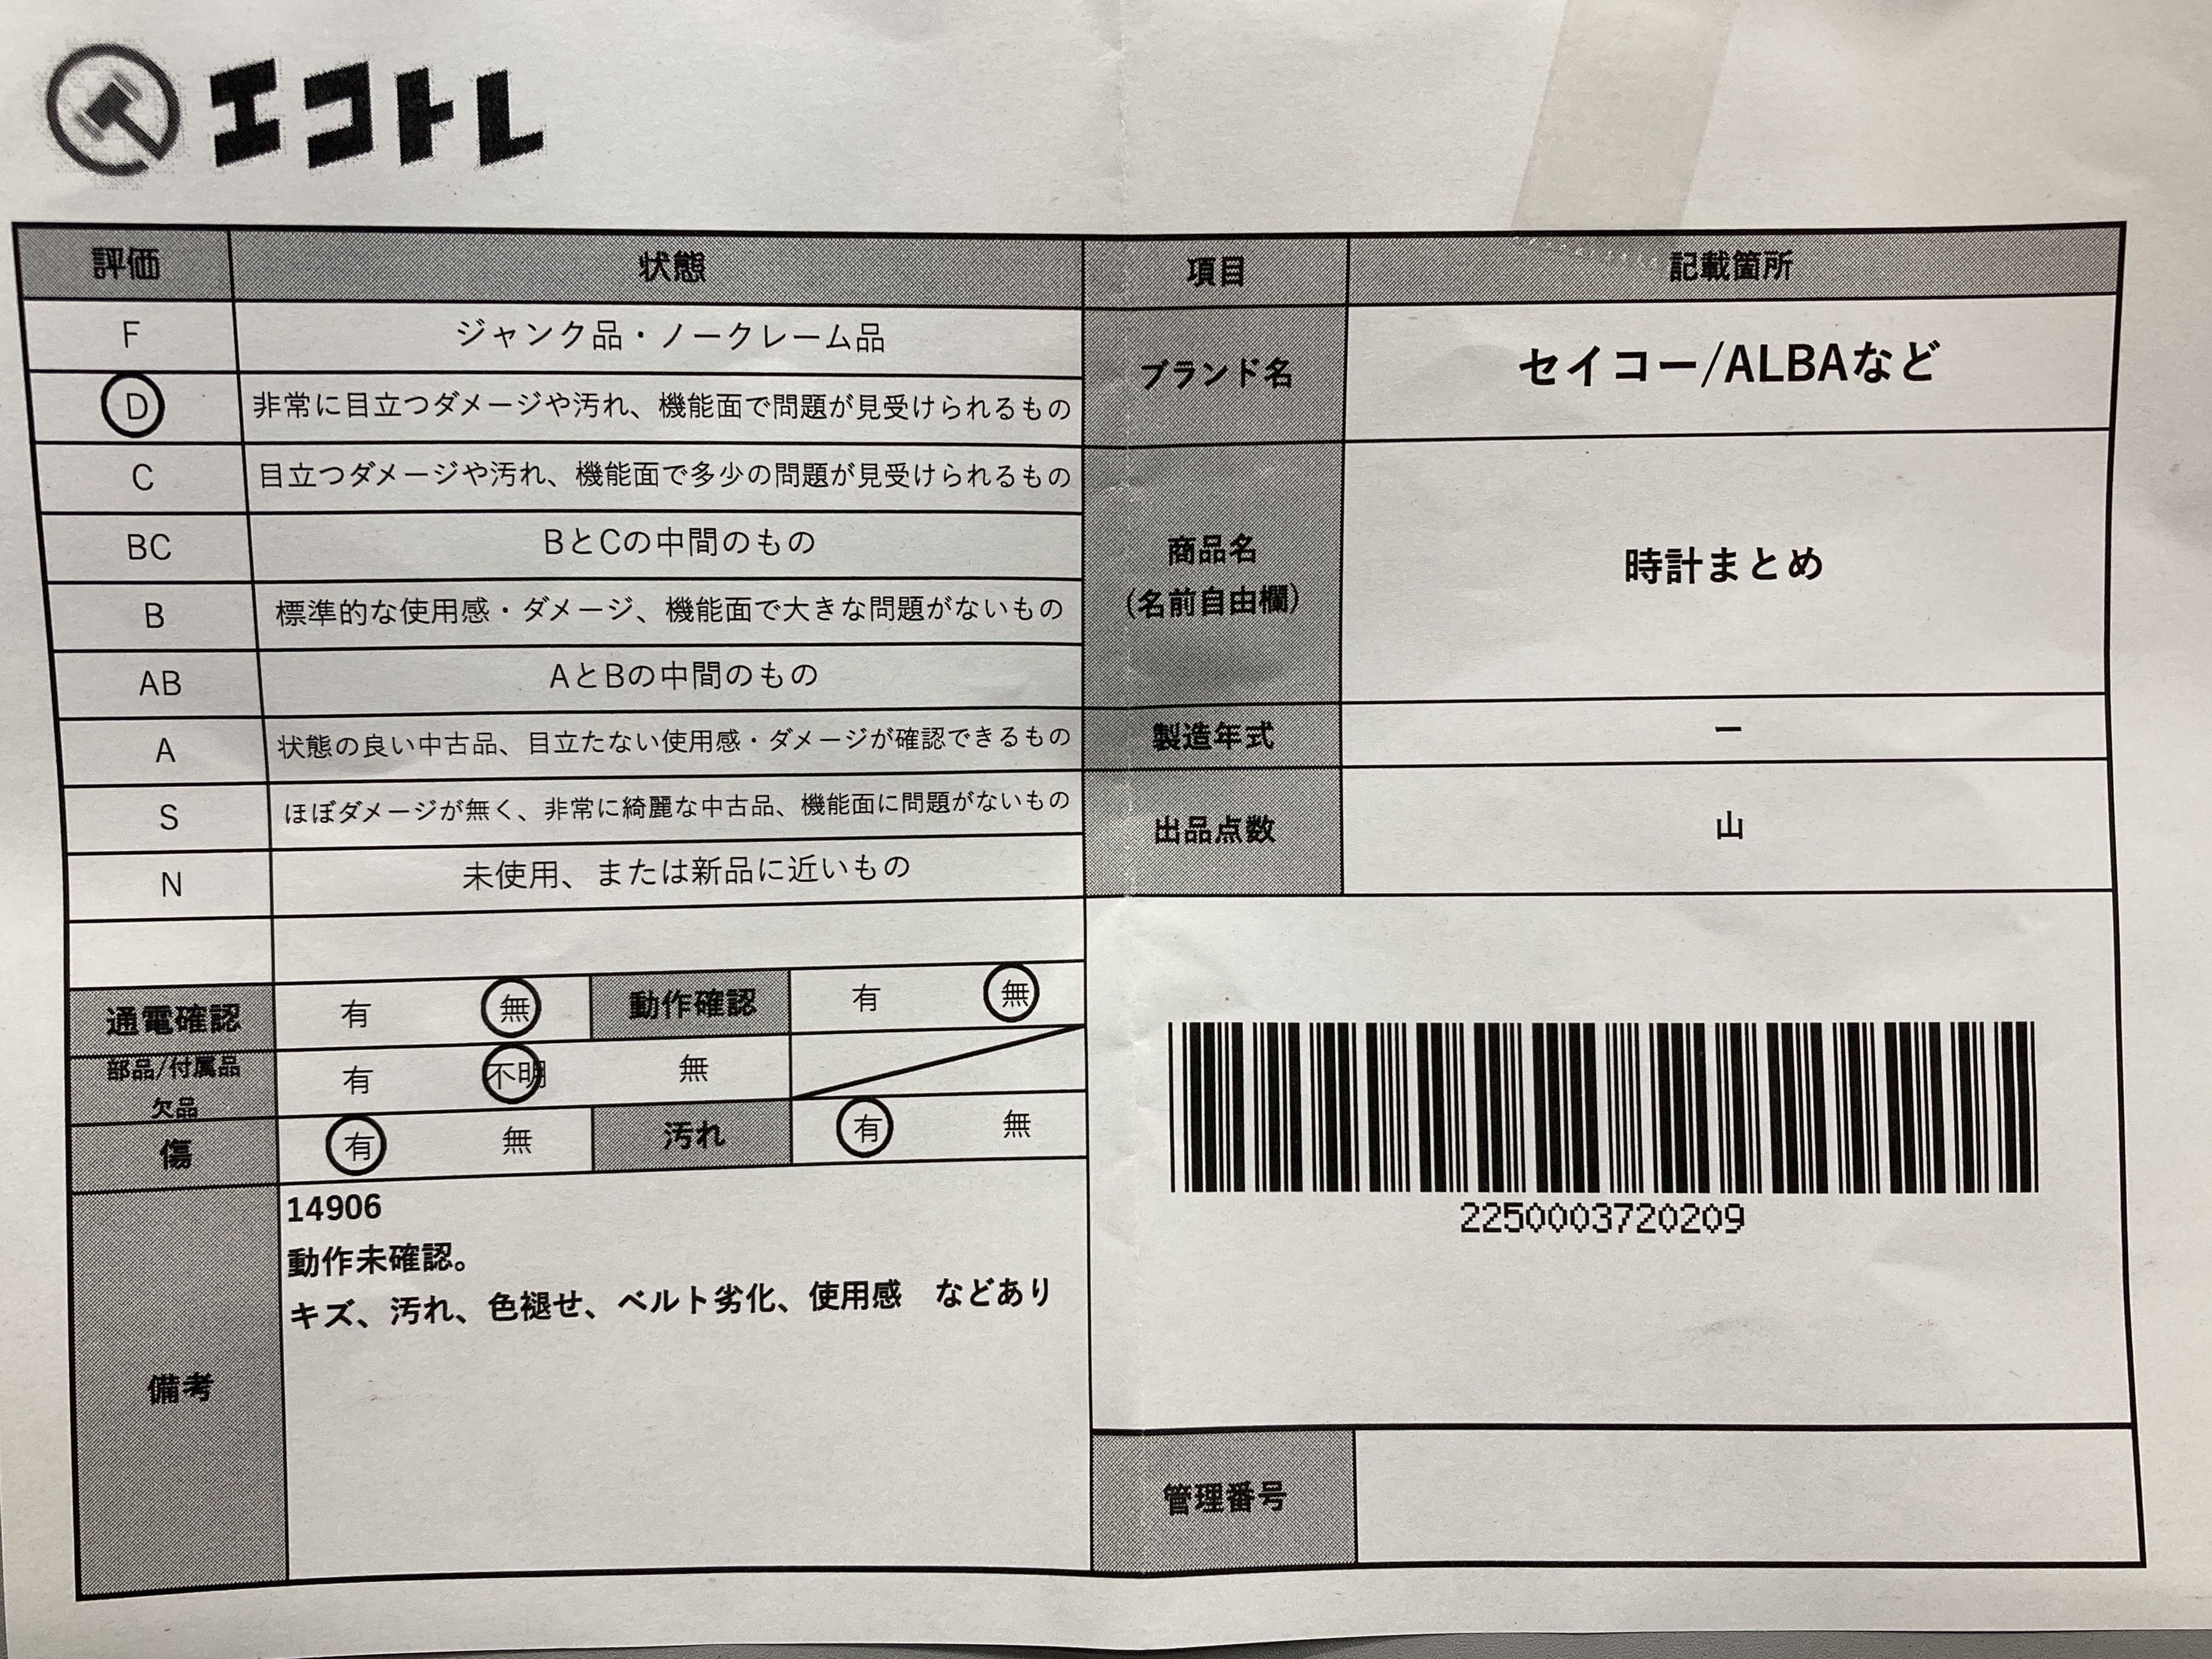 エコトレ
評価 状態 項目 記載箇所
F ジャンク品・ノークレーム品
D 非常に目立つダメージや汚れ、機能面で問題が見受けられるもの
C 目立つダメージや汚れ、機能面で多少の問題が見受けられるもの
BC BとCの中間のもの
B 標準的な使用感・ダメージ、機能面で大きな問題がないもの
AB AとBの中間のもの
A 状態の良い中古品、目立たない使用感・ダメージが確認できるもの
S ほぼダメージが無く、非常に綺麗な中古品、機能面に問題がないもの
N 未使用、または新品に近いもの
ブランド名 セイコー/ALBAなど
商品名
(名前自由欄)
時計まとめ
製造年式 ー
出品点数 山
通電確認 有 無 動作確認 有 無
部品/付属品
欠品
有 不明 無
傷 有 無 汚れ 有 無
備考
14906
動作未確認。
キズ、汚れ、色褪せ、ベルト劣化、使用感　などあり
2250003720209
管理番号